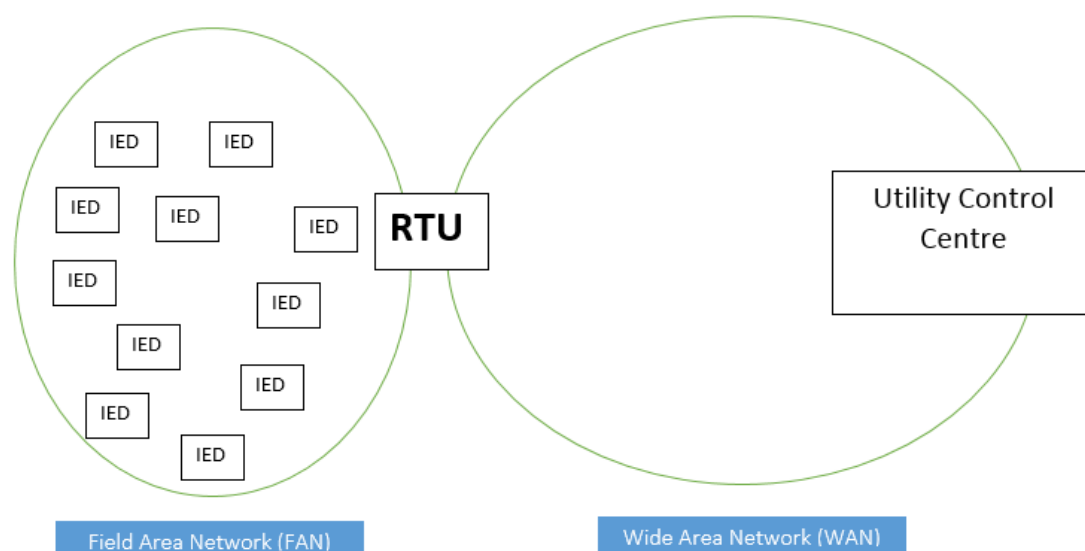 IED
IED
IED
IED
IED
RTU
Utility Control
Centre
IED
IED
IED
IED
IED
IED
Field Area Network (FAN)
Wide Area Network (WAN)